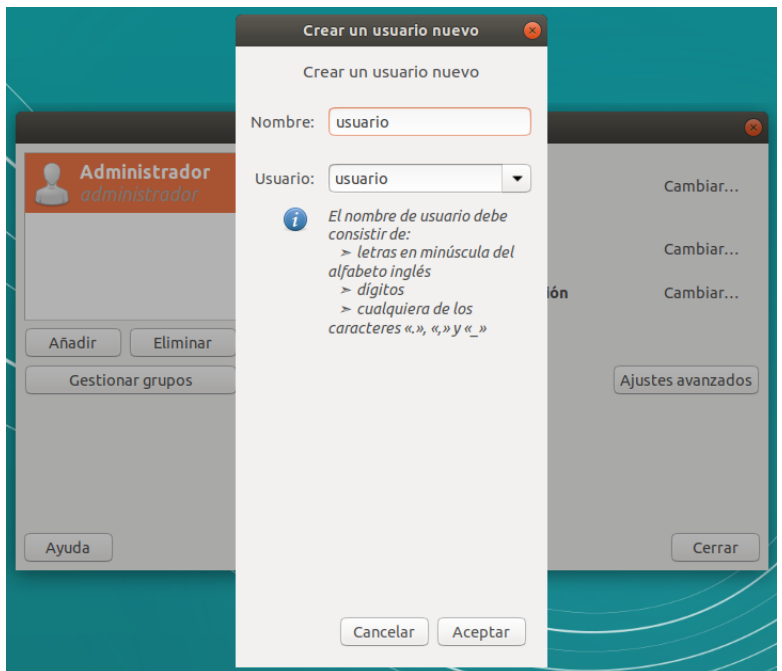 Crear un usuario nuevo
Crear un usuario nuevo
Nombre: usuario
Usuario: usuario
El nombre de usuario debe
consistir de:
➣ letras en minúscula del
alfabeto inglés
➣ dígitos
➣ cualquiera de los
caracteres «.», «,» y «_»
Cancelar Aceptar
Administrador
administrador
Añadir Eliminar
Gestionar grupos
Ayuda
Cambiar...
Cambiar...
ión Cambiar...
Ajustes avanzados
Cerrar